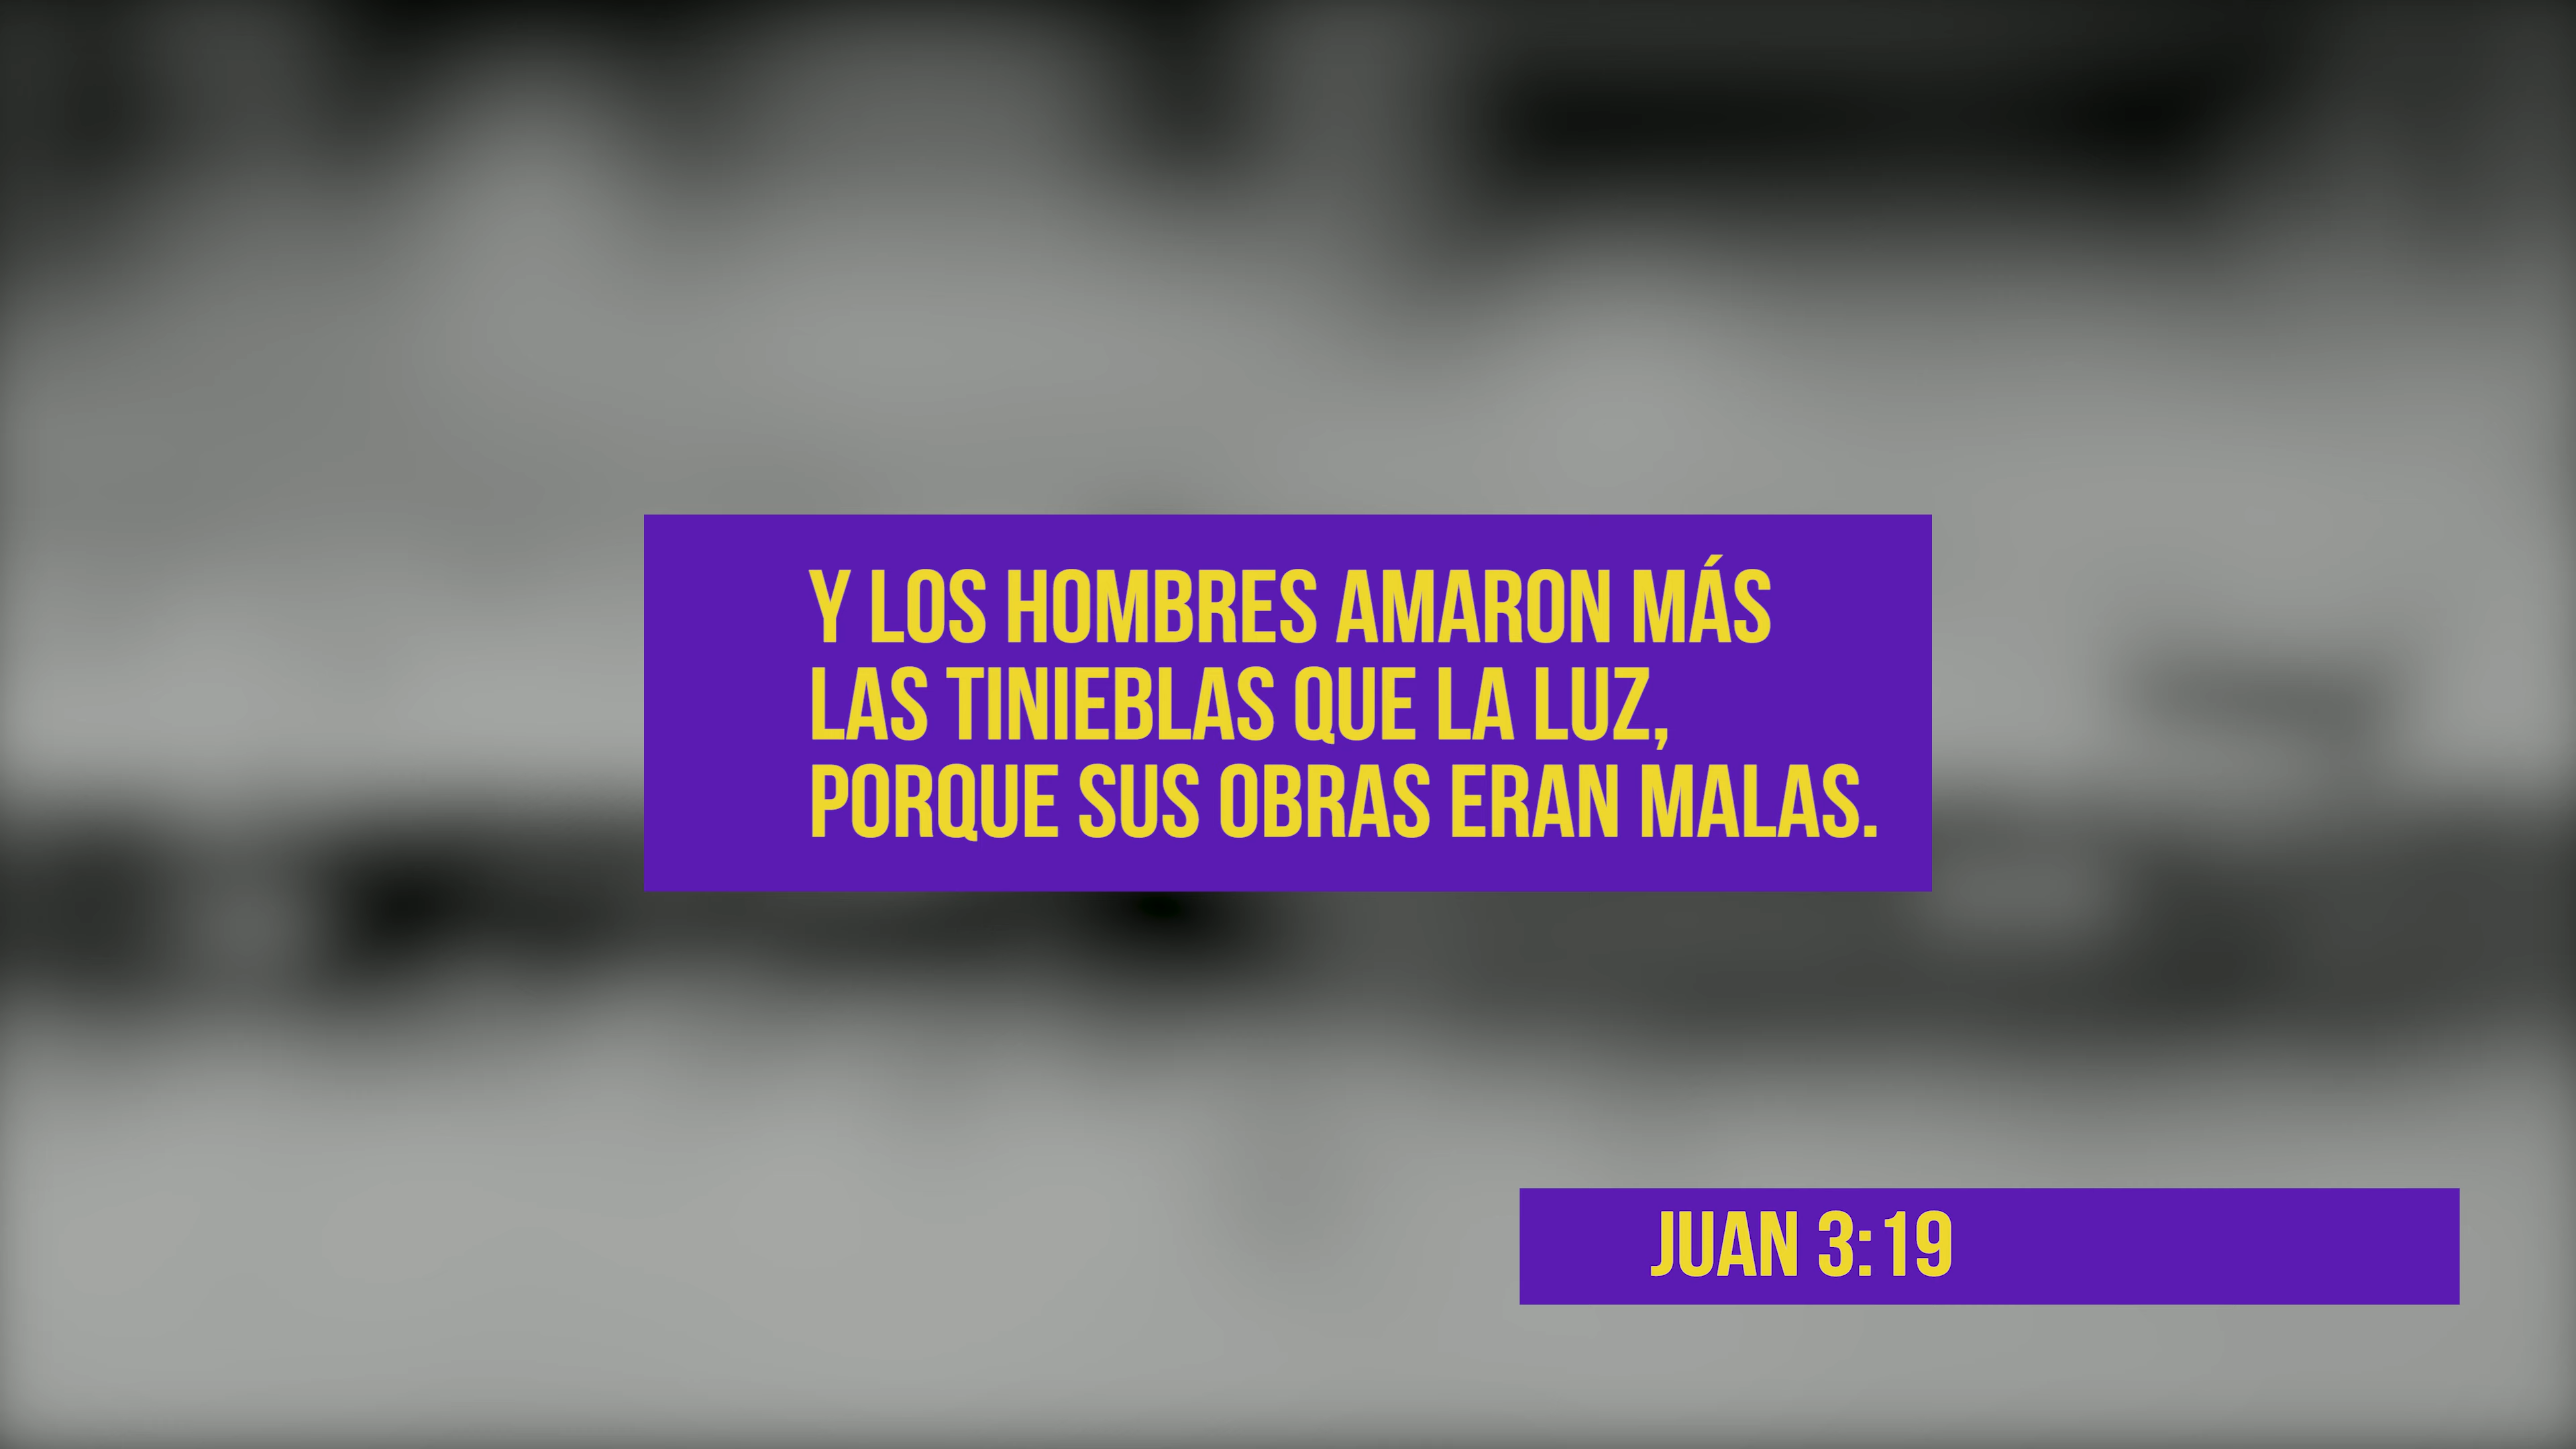 Y LOS HOMBRES AMARON MÁS
LAS TINIEBLAS QUE LA LUZ,
PORQUE SUS OBRAS ERAN MALAS.
JUAN 3:19